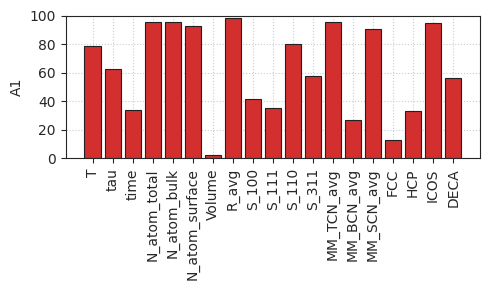 100
80
60
40
20
0
A1
T
tau
time
N_atom_total
N_atom_bulk
N_atom_surface
Volume
R_avg
S_100
S_111
S_110
S_311
MM_TCN_avg
MM_BCN_avg
MM_SCN_avg
FCC
HCP
ICOS
DECA